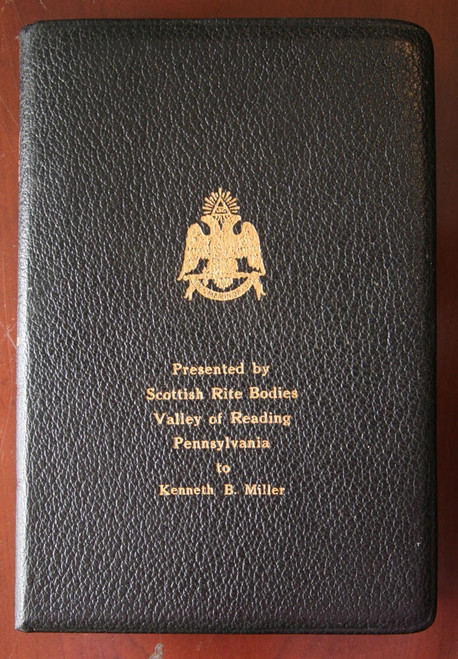 Presented by
Scottish Rite Bodies
Valley of Reading
Pennsylvania
to
Kenneth B. Miller